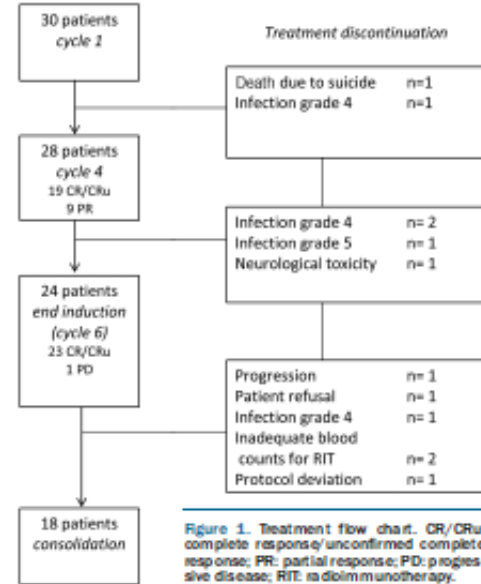 30 patients
cycle 1
Treatment discontinuation
Death due to suicide n=1
Infection grade 4 n=1
28 patients
cycle 4
19 CR/CRu
9 PR
Infection grade 4 n= 2
Infection grade 5 n= 1
Neurological toxicity n= 1
24 patients
end induction
(cycle 6)
23 CR/CRu
1 PD
Progression n= 1
Patient refusal n= 1
Infection grade 4 n= 1
Inadequate blood
counts for RIT n= 2
Protocol deviation n= 1
18 patients
consolidation
Figure 1. Treatment flow chart. CR/CRu
complete response/unconfirmed complete
response; PR: partial response; PD: progres-
sive disease; RIT: radioimmunotherapy.